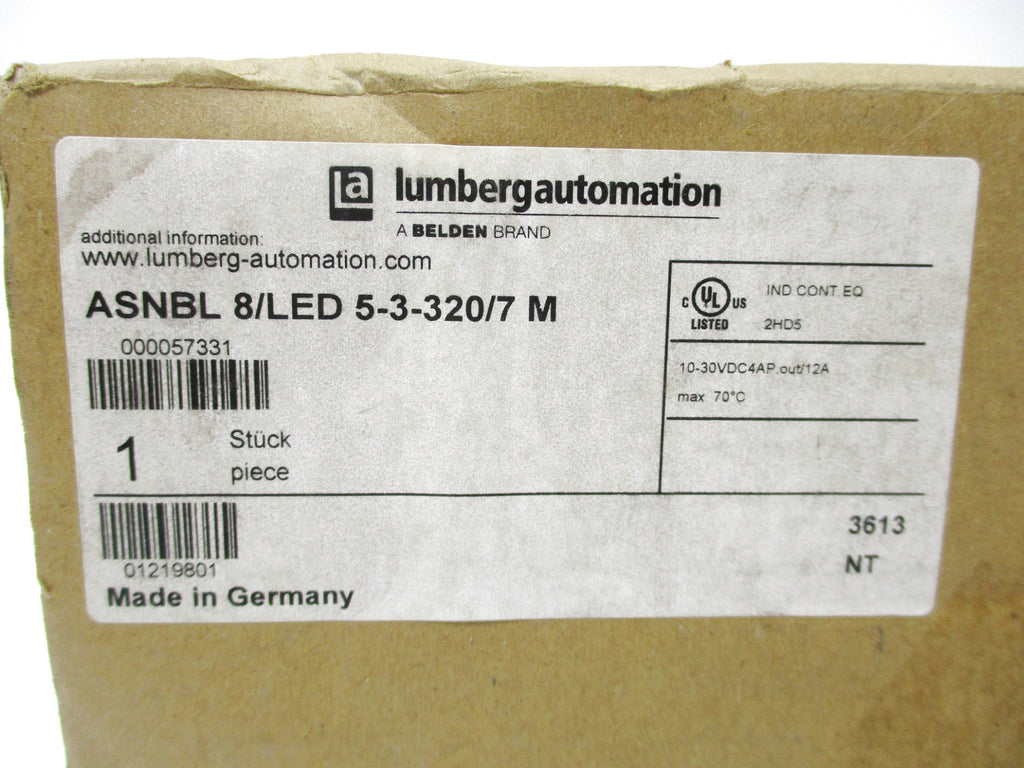 la lumbergautomation
A BELDEN BRAND
additional information:
www.lumberg-automation.com
ASNBL 8/LED 5-3-320/7 M
000057331
1 Stück
piece
C UL US
LISTED
IND CONT EQ
2HD5
10-30VDC4AP.out/12A
max 70°C
01219801
Made in Germany
3613
NT